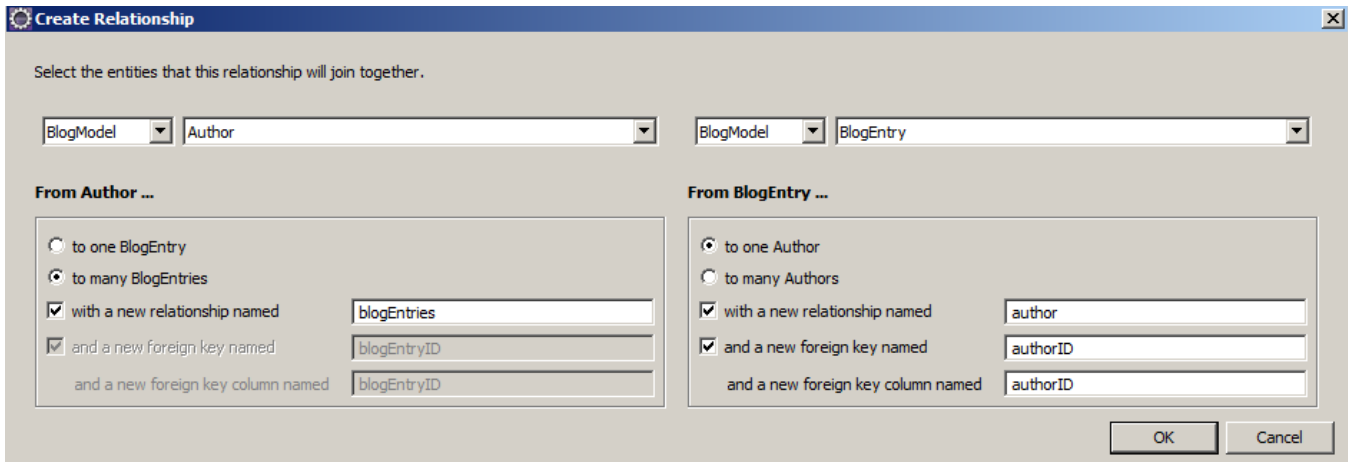 Create Relationship
Select the entities that this relationship will join together.
BlogModel Author BlogModel BlogEntry
From Author ...
to one BlogEntry
to many BlogEntries
with a new relationship named blogEntries
and a new foreign key named blogEntryID
and a new foreign key column named blogEntryID
From BlogEntry ...
to one Author
to many Authors
with a new relationship named author
and a new foreign key named authorID
and a new foreign key column named authorID
OK Cancel